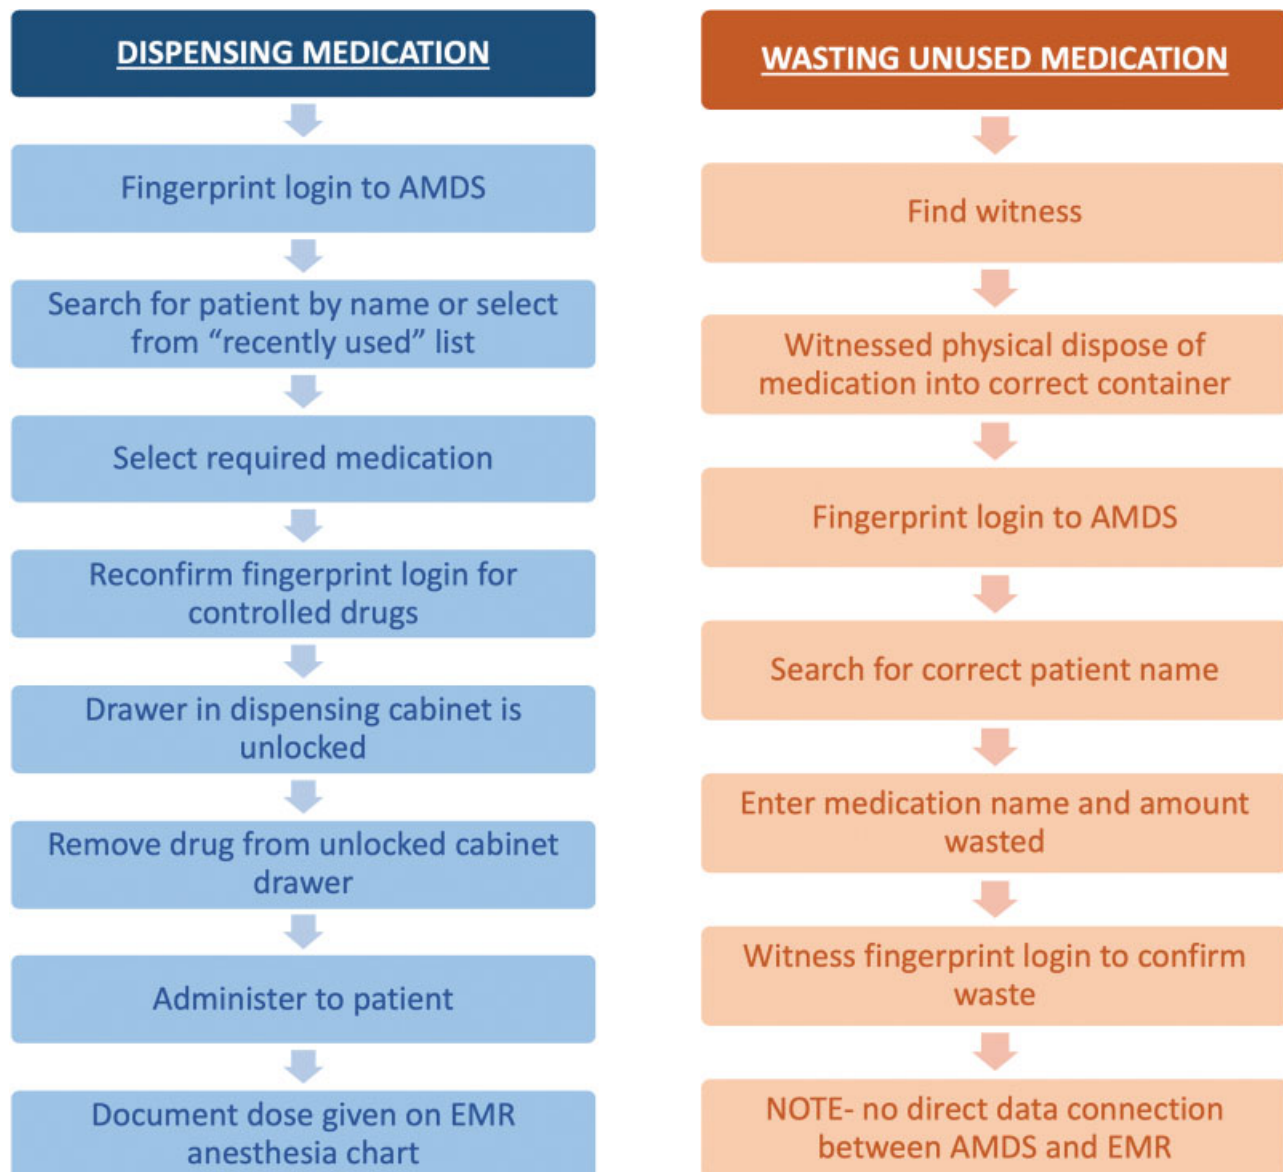 DISPENSING MEDICATION
Fingerprint login to AMDS
Search for patient by name or select
from “recently used” list
Select required medication
Reconfirm fingerprint login for
controlled drugs
Drawer in dispensing cabinet is
unlocked
Remove drug from unlocked cabinet
drawer
Administer to patient
Document dose given on EMR
anesthesia chart
WASTING UNUSED MEDICATION
Find witness
Witnessed physical dispose of
medication into correct container
Fingerprint login to AMDS
Search for correct patient name
Enter medication name and amount
wasted
Witness fingerprint login to confirm
waste
NOTE- no direct data connection
between AMDS and EMR